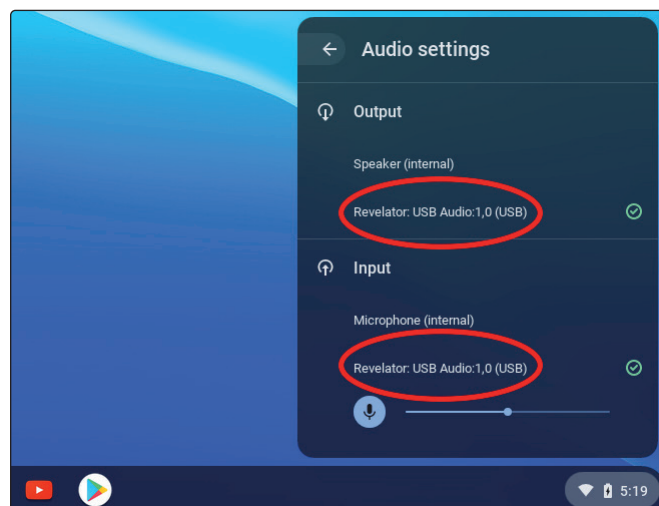 Audio settings
Output
Speaker (internal)
Revelator: USB Audio:1,0 (USB)
Input
Microphone (internal)
Revelator: USB Audio:1,0 (USB)
5:19